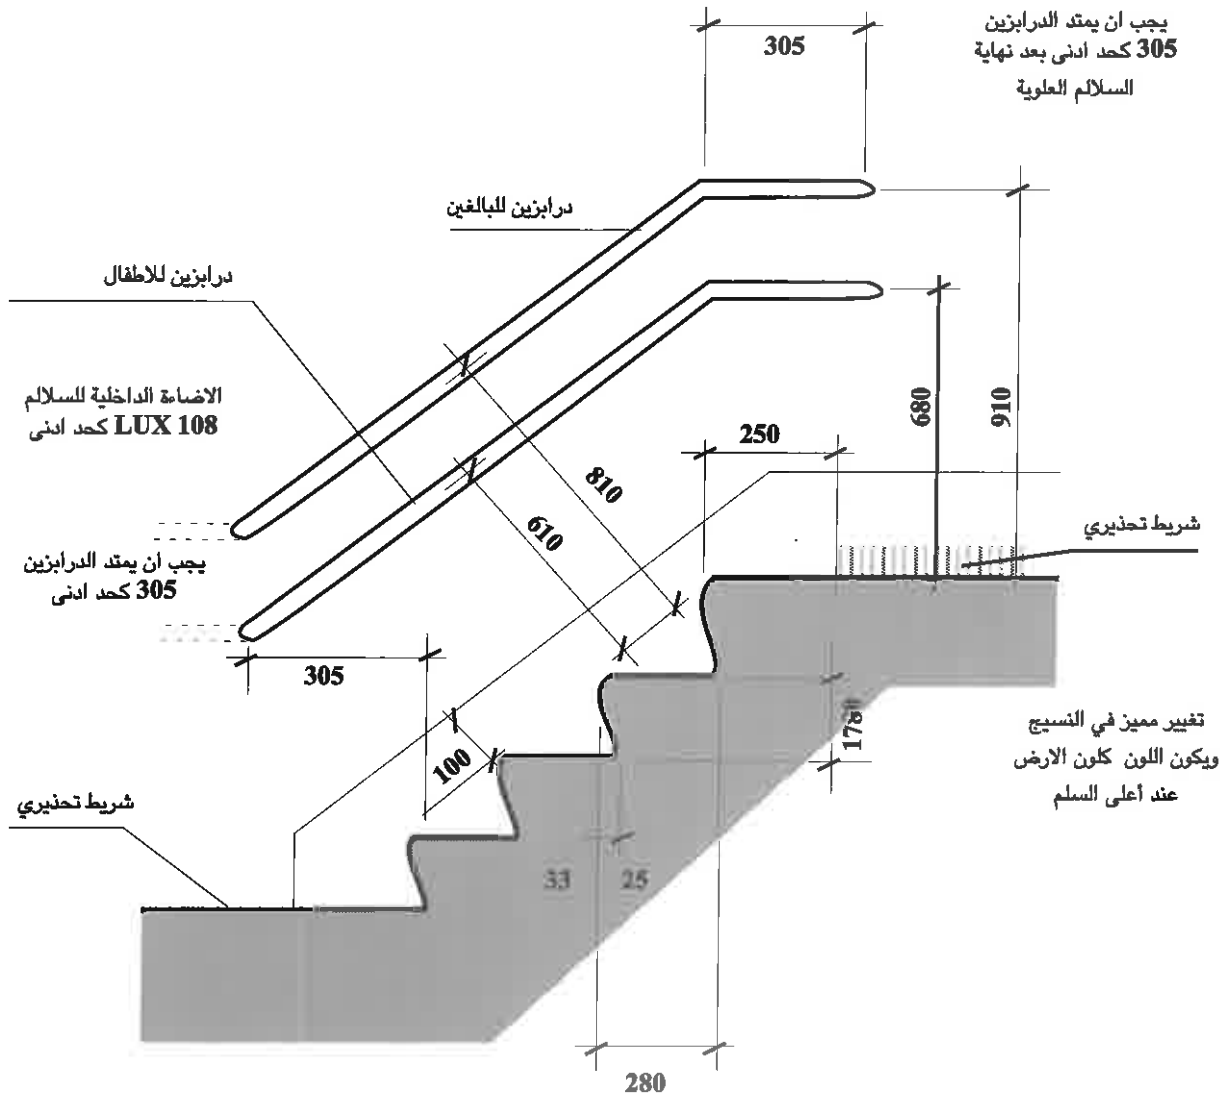 305
يجب ان يمتد الدرابزين
305 كحد ادنى بعد نهاية
السلالم العلوية
درابزين للبالغين
درابزين للاطفال
الاضاءة الداخلية للسلالم
LUX 108 كحد ادنى
680
910
250
810
610
شريط تحذيري
يجب ان يمتد الدرابزين
305 كحد ادنى
305
100
تغيير مميز في النسيج
ويكون اللون كلون الارض
عند أعلى السلم
شريط تحذيري
33
25
280